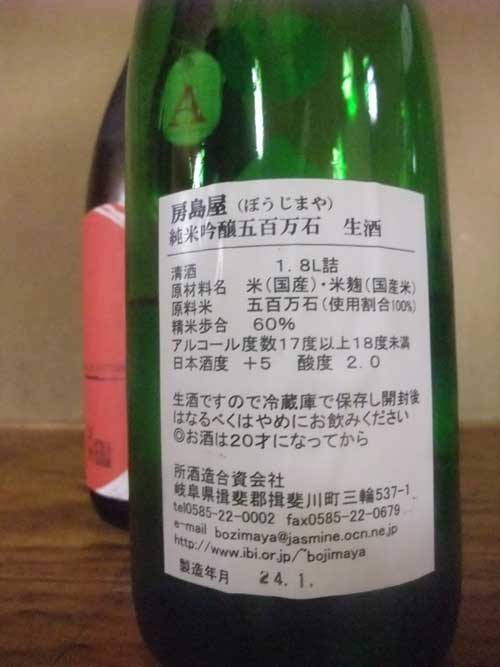 A
房島屋（ぼうじまや）
純米吟醸五百万石　生酒
清酒　1.8L詰
原材料名　米（国産）・米麹（国産米）
原料米　五百万石（使用割合100%）
精米歩合　60%
アルコール度数17度以上18度未満
日本酒度　+5　酸度　2.0
生酒ですので冷蔵庫で保存し開封後
はなるべくはやめにお飲みください
◎お酒は20才になってから
所酒造合資会社
岐阜県揖斐郡揖斐川町三輪537-1
tel0585-22-0002　fax0585-22-0679
e-mail　bozimaya@jasmine.ocn.ne.jp
http://www.ibi.or.jp/~bojimaya
製造年月　24.1.